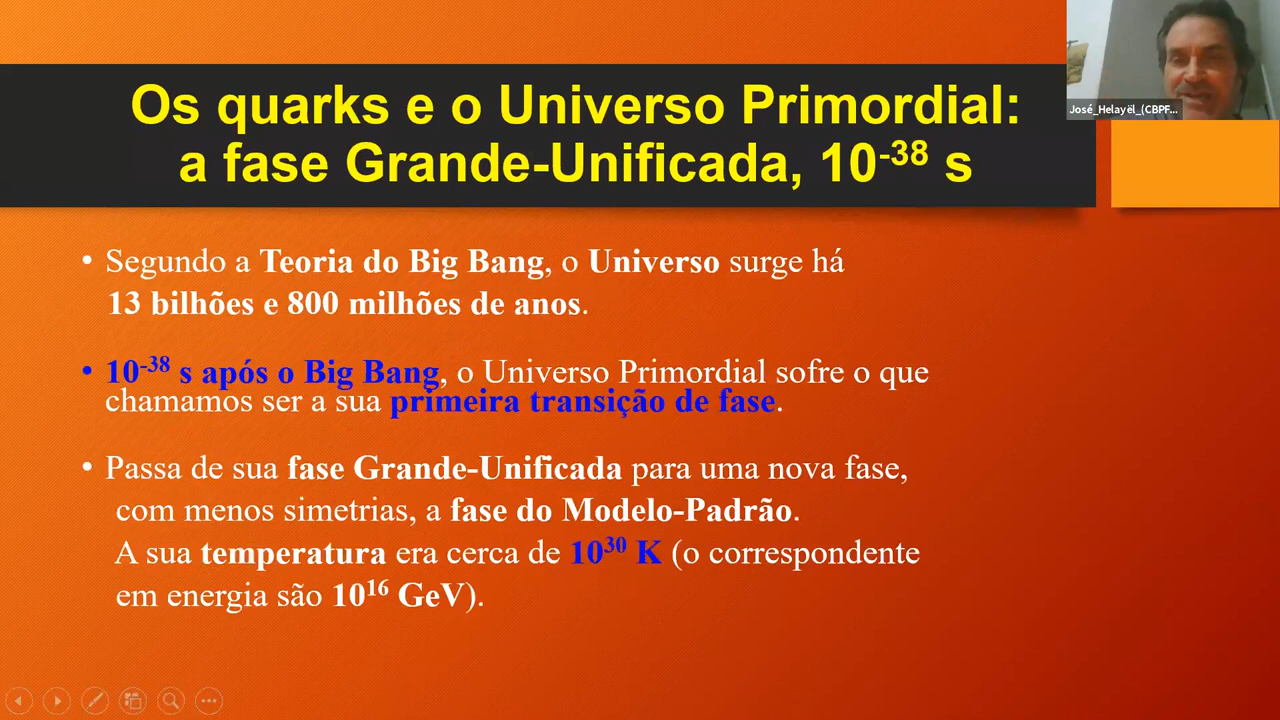 Os quarks e o Universo Primordial:
a fase Grande-Unificada, 10⁻³⁸ s
José_Helayël_(CBPF...
• Segundo a Teoria do Big Bang, o Universo surge há
13 bilhões e 800 milhões de anos.
• 10⁻³⁸ s após o Big Bang, o Universo Primordial sofre o que
chamamos ser a sua primeira transição de fase.
• Passa de sua fase Grande-Unificada para uma nova fase,
com menos simetrias, a fase do Modelo-Padrão.
A sua temperatura era cerca de 10³⁰ K (o correspondente
em energia são 10¹⁶ GeV).